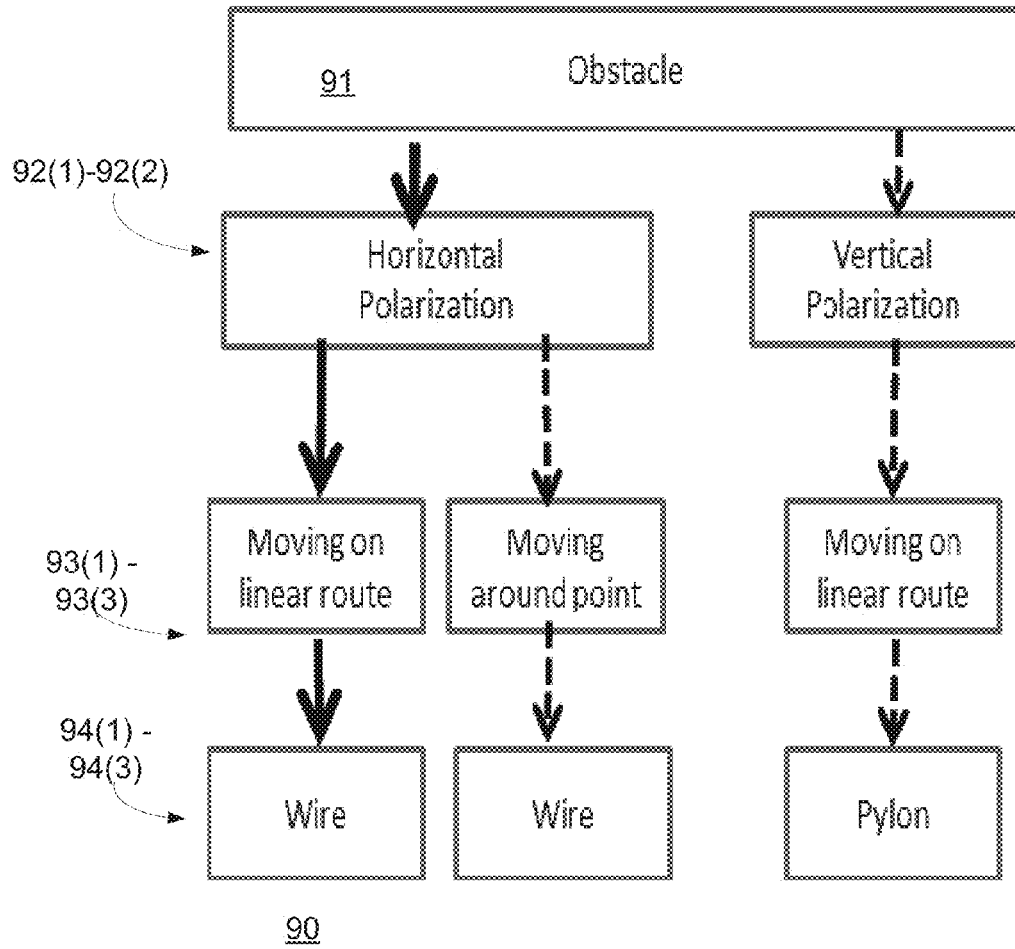 91
Obstacle
92(1)-92(2)
Horizontal
Polarization
Vertical
Polarization
93(1) -
93(3)
Moving on
linear route
Moving
around point
Moving on
linear route
94(1) -
94(3)
Wire
Wire
Pylon
90